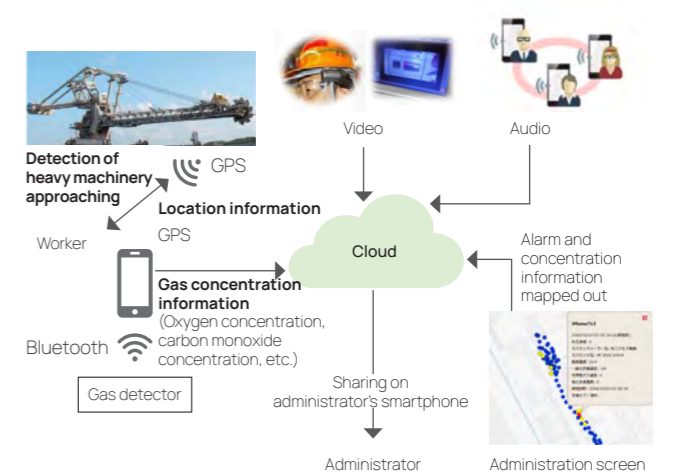 Video
Audio
Detection of
heavy machinery
approaching
GPS
Location information
Worker
GPS
Cloud
Alarm and
concentration
information
mapped out
Gas concentration
information
(Oxygen concentration,
carbon monoxide
concentration, etc.)
Bluetooth
Gas detector
Sharing on
administrator's smartphone
Administrator
Administration screen